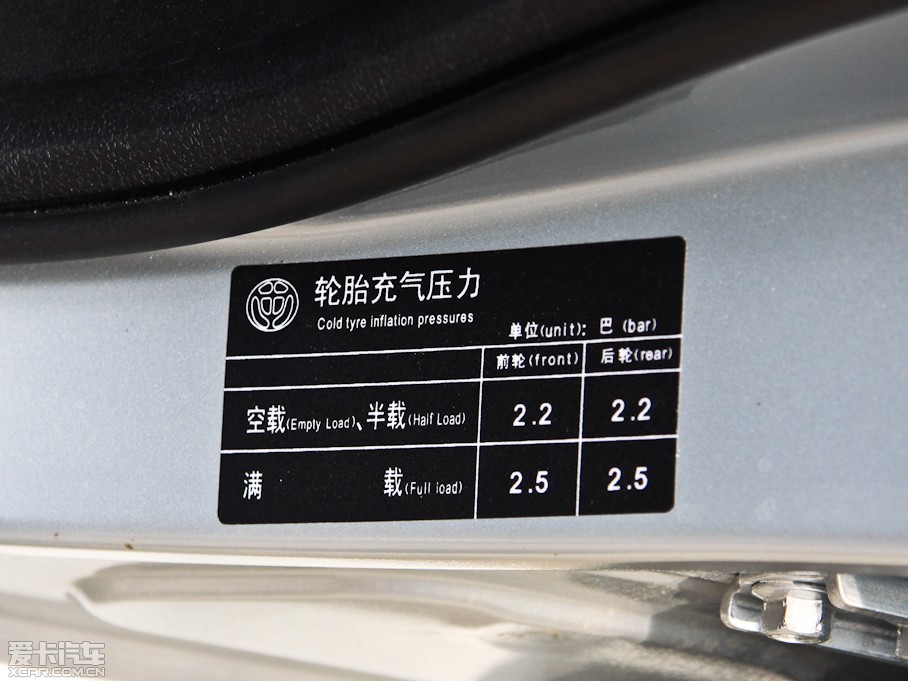 轮胎充气压力
Cold tyre inflation pressures
单位(unit): 巴 (bar)
前轮(front) 后轮(rear)
空载(Empty Load)、半载(Half Load) 2.2 2.2
满 载(Full load) 2.5 2.5
爱卡汽车
XCAR.COM.CN